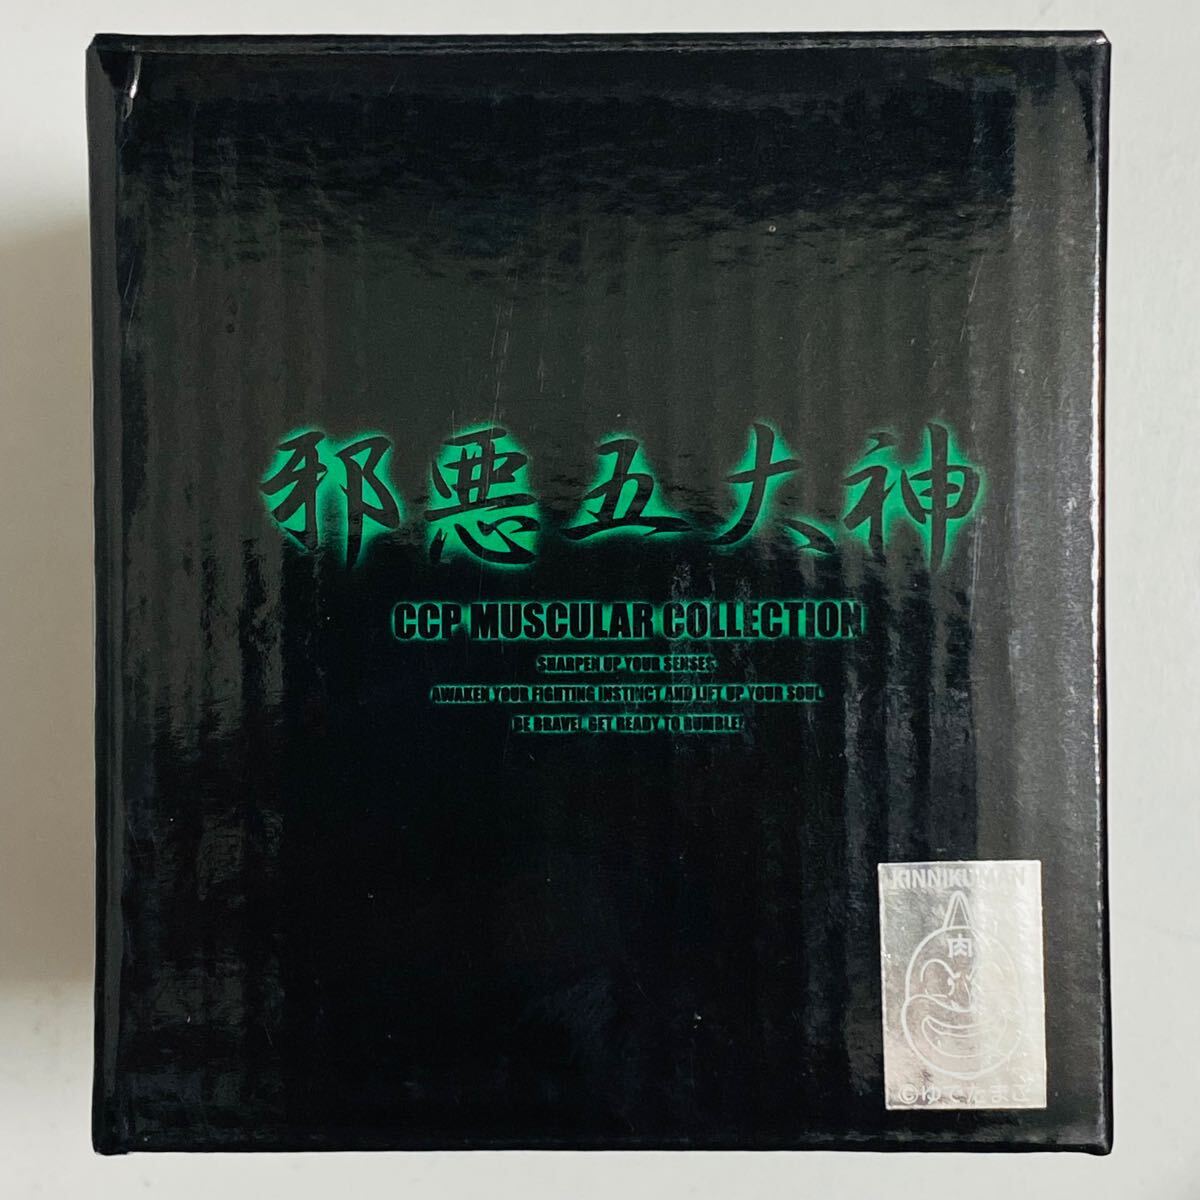 邪悪五大神
CCP MUSCULAR COLLECTION
SHARPEN UP YOUR SENSES
AWAKEN YOUR FIGHTING INSTINCT AND LIFT UP YOUR SOUL
BE BRAVE! GET READY TO RUMBLE!
KINNIKUMAN
肉
©ゆでたまご